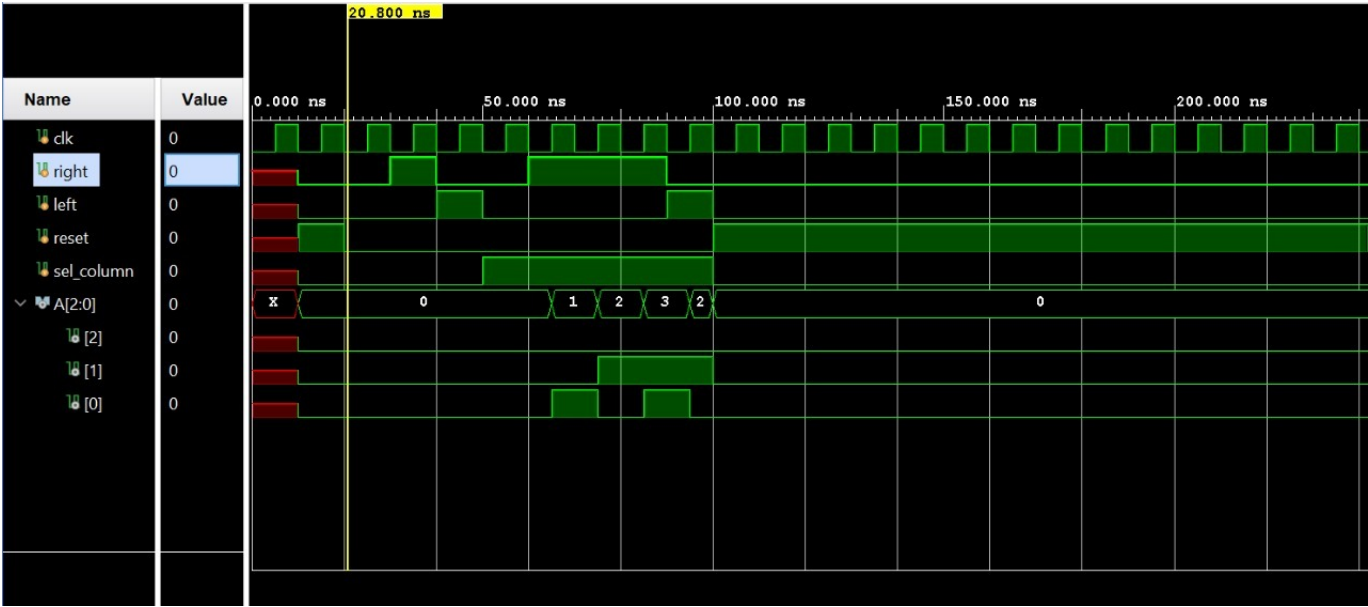 20.800 ns
Name Value
0.000 ns 50.000 ns 100.000 ns 150.000 ns 200.000 ns
clk 0
right 0
left 0
reset 0
sel_column 0
A[2:0] 0 X 0 1 2 3 2 0
[2] 0
[1] 0
[0] 0